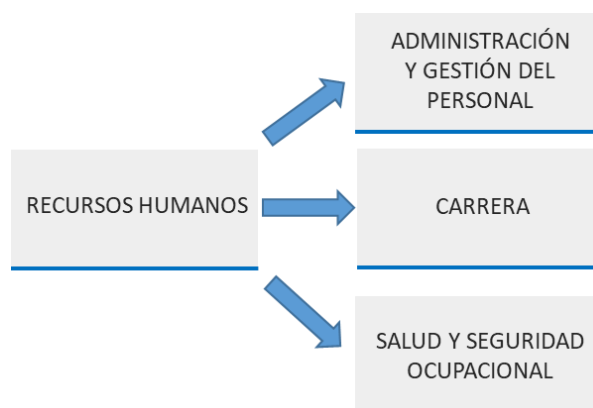 ADMINISTRACIÓN
Y GESTIÓN DEL
PERSONAL
RECURSOS HUMANOS
CARRERA
SALUD Y SEGURIDAD
OCUPACIONAL